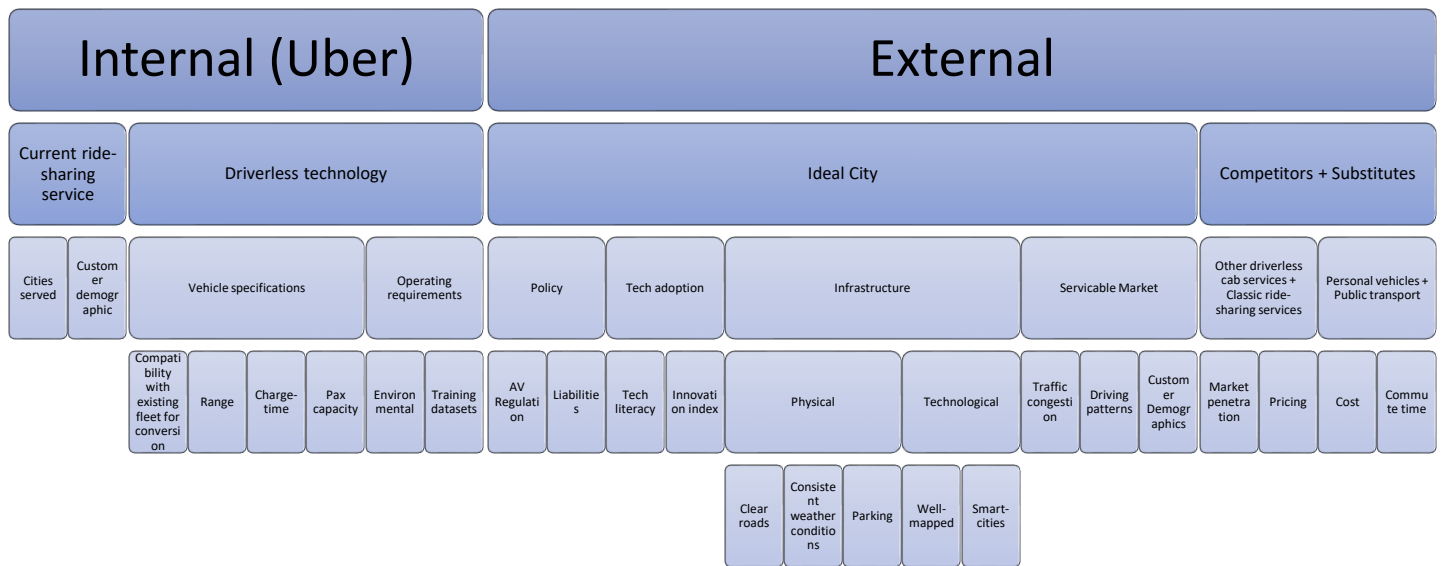 Internal (Uber)
External
Current ride-
sharing
service
Driverless technology
Ideal City
Competitors + Substitutes
Cities
served
Custom
er
demogr
aphic
Vehicle specifications
Operating
requirements
Policy
Tech adoption
Infrastructure
Servicable Market
Other driverless
cab services +
Classic ride-
sharing services
Personal vehicles +
Public transport
Compati
bility
with
existing
fleet for
conversi
on
Range
Charge-
time
Pax
capacity
Environ
mental
Training
datasets
AV
Regulati
on
Liabilitie
s
Tech
literacy
Innovati
on index
Physical
Technological
Traffic
congesti
on
Driving
patterns
Custom
er
Demogr
aphics
Market
penetra
tion
Pricing
Cost
Commu
te time
Clear
roads
Consiste
nt
weather
conditio
ns
Parking
Well-
mapped
Smart-
cities